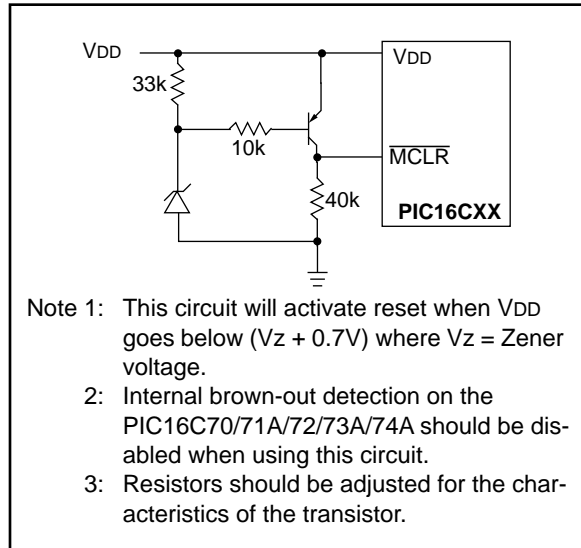 VDD
VDD
33k
10k
MCLR
40k
PIC16CXX
Note 1: This circuit will activate reset when VDD
goes below (Vz + 0.7V) where Vz = Zener
voltage.
2: Internal brown-out detection on the
PIC16C70/71A/72/73A/74A should be dis-
abled when using this circuit.
3: Resistors should be adjusted for the char-
acteristics of the transistor.